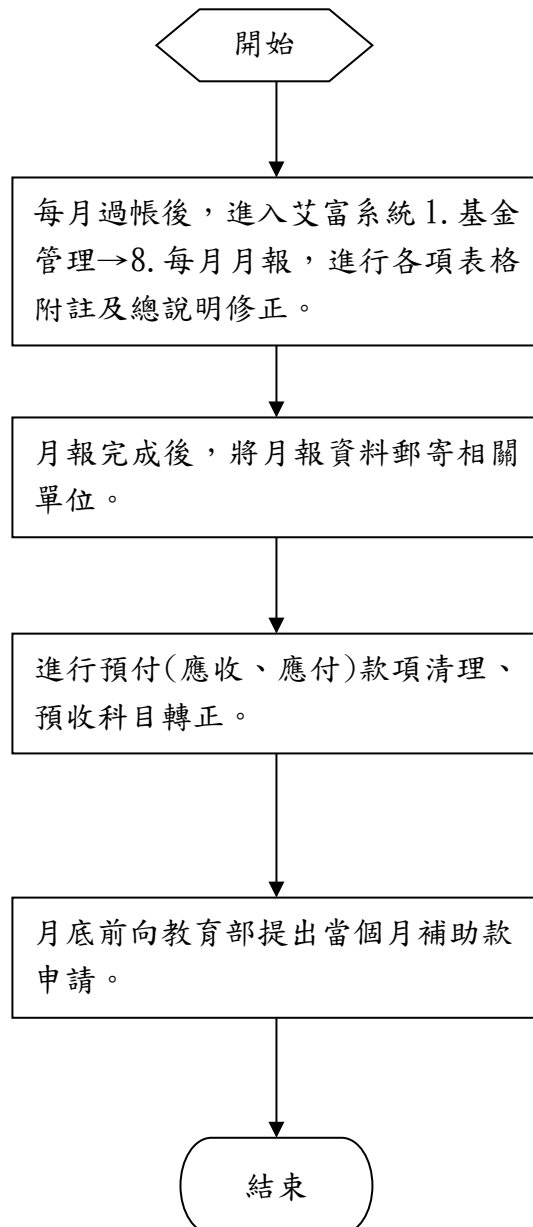 開始
每月過帳後，進入艾富系統 1.基金
管理→8.每月月報，進行各項表格
附註及總說明修正。
月報完成後，將月報資料郵寄相關
單位。
進行預付(應收、應付)款項清理、
預收科目轉正。
月底前向教育部提出當個月補助款
申請。
結束